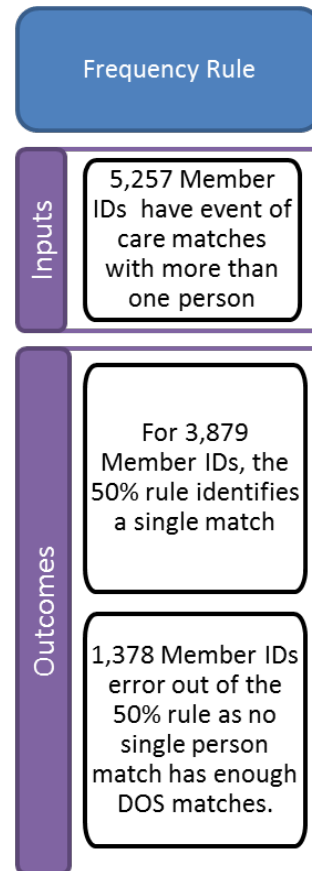 Frequency Rule
Inputs
5,257 Member
IDs have event of
care matches
with more than
one person
Outcomes
For 3,879
Member IDs, the
50% rule identifies
a single match
1,378 Member IDs
error out of the
50% rule as no
single person
match has enough
DOS matches.